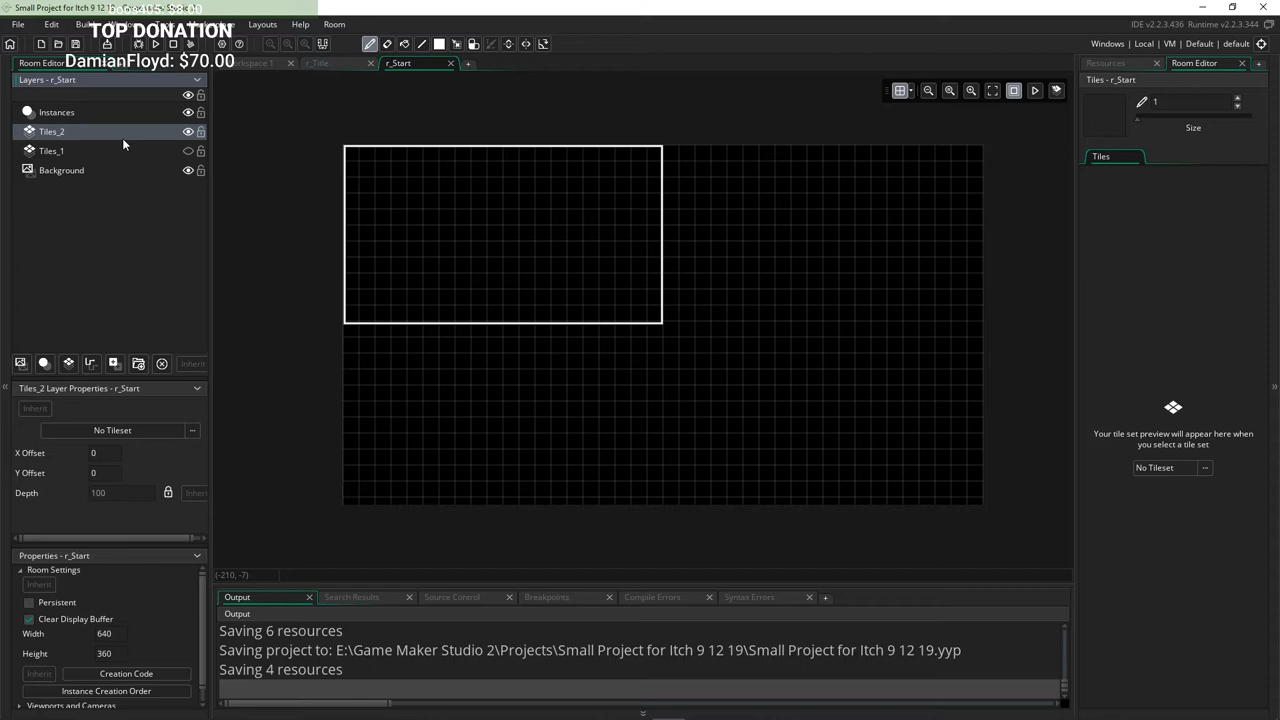 Small Project for Itch 9 12
TOP DONATION
DamianFloyd: $70.00
File Edit Layouts Room
IDE v2.2.3.436 Runtime v2.2.3.344
Windows | Local | VM | Default | default
Room Editor
r_Title
r_Start
Resources
Room Editor
Layers - r_Start
Instances
Tiles_2
Tiles_1
Background
Inherit
Tiles_2 Layer Properties - r_Start
Inherit
No Tileset
X Offset 0
Y Offset 0
Depth 100
Properties - r_Start
Room Settings
Inherit
Persistent
Clear Display Buffer
Width 640
Height 360
Inherit Creation Code
Instance Creation Order
Viewports and Cameras
(-210, -7)
Output Search Results Source Control Breakpoints Compile Errors Syntax Errors
Output
Saving 6 resources
Saving project to: E:\Game Maker Studio 2\Projects\Small Project for Itch 9 12 19\Small Project for Itch 9 12 19.yyp
Saving 4 resources
Tiles - r_Start
1
Size
Tiles
Your tile set preview will appear here when
you select a tile set
No Tileset